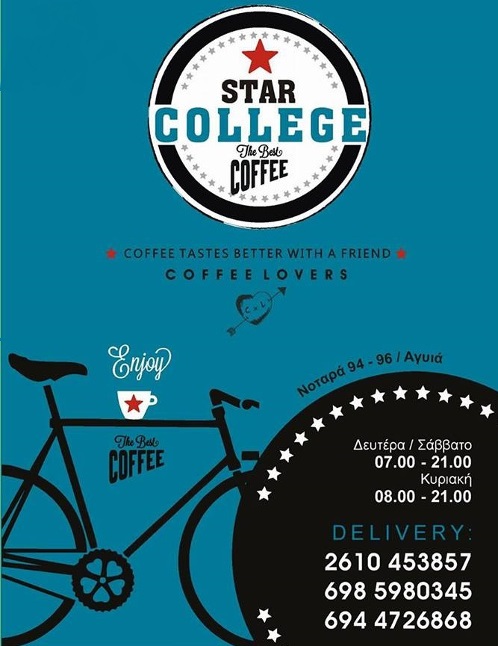 STAR
COLLEGE
The Best
COFFEE
COFFEE TASTES BETTER WITH A FRIEND
COFFEE LOVERS
C + L
Enjoy
The Best
COFFEE
Νοταρά 94 - 96 / Αγυιά
Δευτέρα / Σάββατο
07.00 - 21.00
Κυριακή
08.00 - 21.00
DELIVERY:
2610 453857
698 5980345
694 4726868